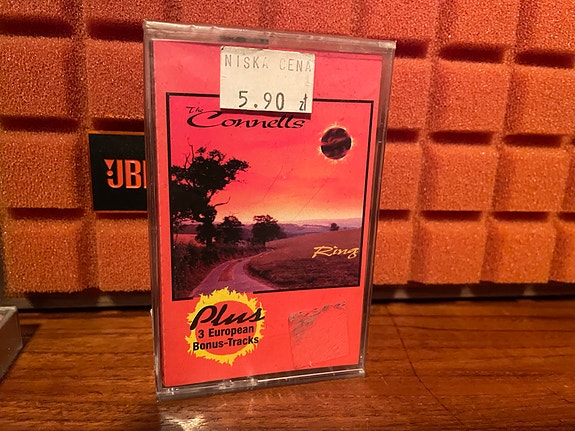 NISKA CENA
5.90 zł
The
Connells
JBL
Ring
Plus
3 European
Bonus-Tracks